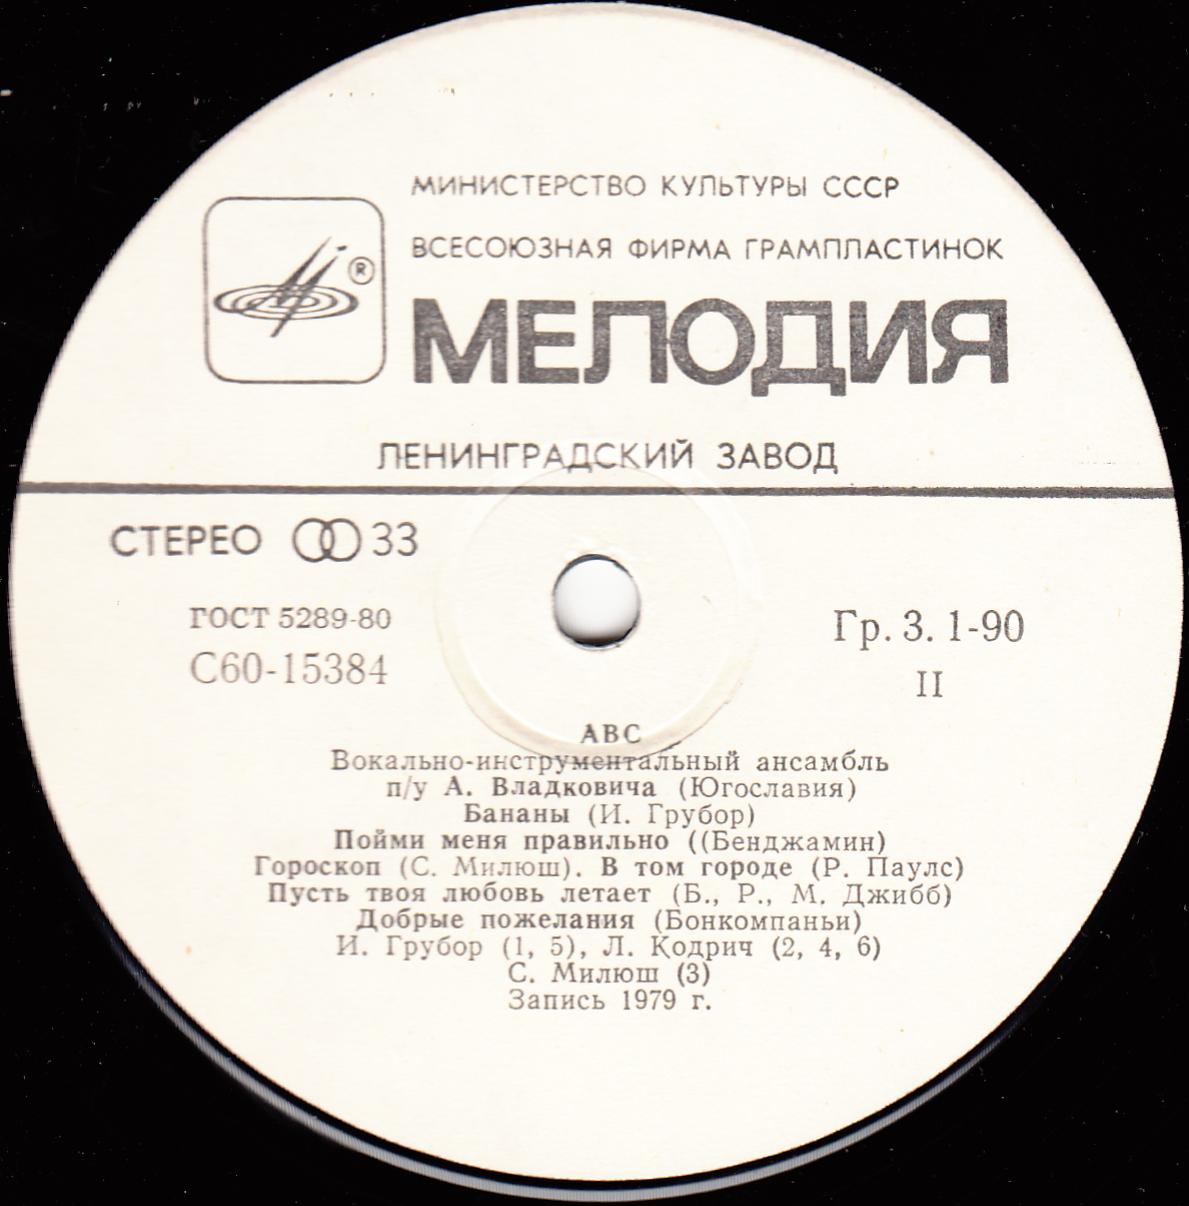 МИНИСТЕРСТВО КУЛЬТУРЫ СССР
ВСЕСОЮЗНАЯ ФИРМА ГРАМПЛАСТИНОК
®
МЕЛОДИЯ
ЛЕНИНГРАДСКИЙ ЗАВОД
СТЕРЕО 33
ГОСТ 5289-80
С60-15384
Гр. 3. 1-90
II
АВС
Вокально-инструментальный ансамбль
п/у А. Владковича (Югославия)
Бананы (И. Грубор)
Пойми меня правильно ((Бенджамин)
Гороскоп (С. Милюш). В том городе (Р. Паулс)
Пусть твоя любовь летает (Б., Р., М. Джибб)
Добрые пожелания (Бонкомпаньи)
И. Грубор (1, 5), Л. Кодрич (2, 4, 6)
С. Милюш (3)
Запись 1979 г.